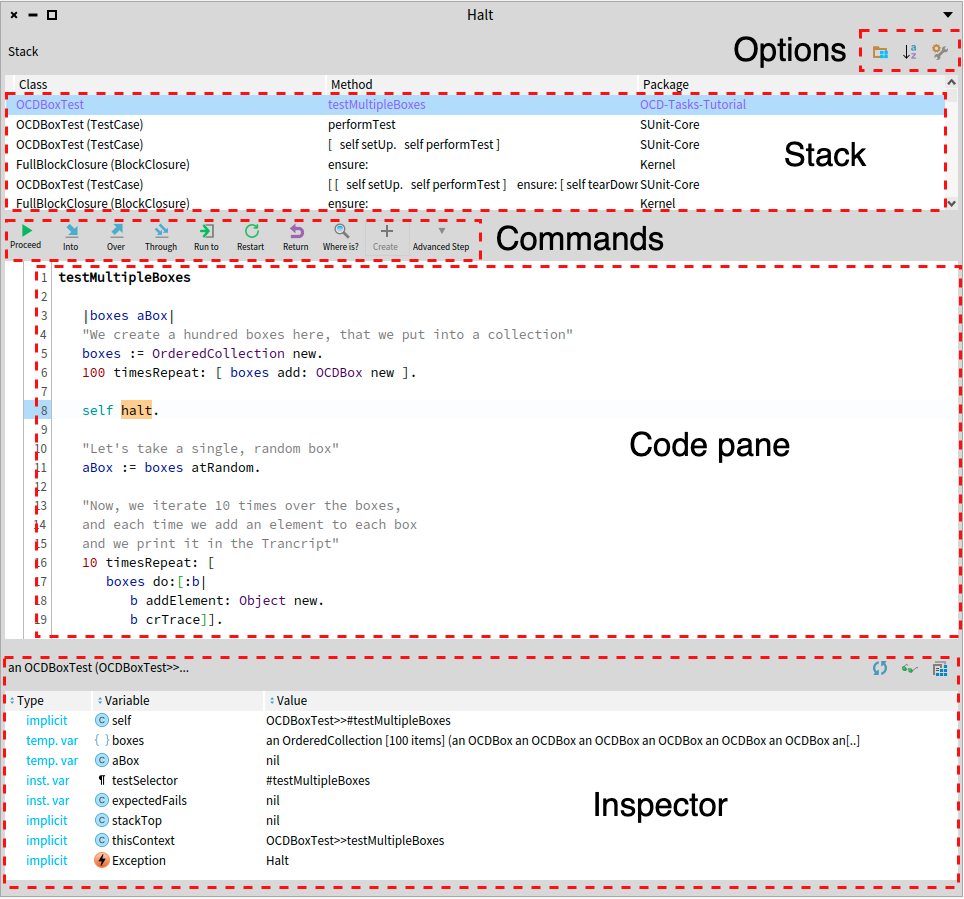 Halt
Options
Stack
Class Method Package
OCDBoxTest testMultipleBoxes OCD-Tasks-Tutorial
OCDBoxTest (TestCase) performTest SUnit-Core
OCDBoxTest (TestCase) [ self setUp. self performTest ] SUnit-Core
Stack
FullBlockClosure (BlockClosure) ensure: Kernel
OCDBoxTest (TestCase) [ [ self setUp. self performTest ] ensure: [ self tearDown SUnit-Core
FullBlockClosure (BlockClosure) ensure: Kernel
Proceed Into Over Through Run to Restart Return Where is? Create Advanced Step
Commands
1 testMultipleBoxes
2
3 |boxes aBox|
4 "We create a hundred boxes here, that we put into a collection"
5 boxes := OrderedCollection new.
6 100 timesRepeat: [ boxes add: OCDBox new ].
7
8 self halt.
9
10 "Let's take a single, random box"
Code pane
11 aBox := boxes atRandom.
12
13 "Now, we iterate 10 times over the boxes,
14 and each time we add an element to each box
15 and we print it in the Trancript"
16 10 timesRepeat: [
17 boxes do:[:b|
18 b addElement: Object new.
19 b crTrace]].
an OCDBoxTest (OCDBoxTest>>...
Type Variable Value
implicit C self OCDBoxTest>>#testMultipleBoxes
temp. var { } boxes an OrderedCollection [100 items] (an OCDBox an OCDBox an OCDBox an OCDBox an OCDBox an OCDBox an[..]
temp. var C aBox nil
inst. var ¶ testSelector #testMultipleBoxes
inst. var C expectedFails nil
Inspector
implicit C stackTop nil
implicit C thisContext OCDBoxTest>>testMultipleBoxes
implicit Exception Halt